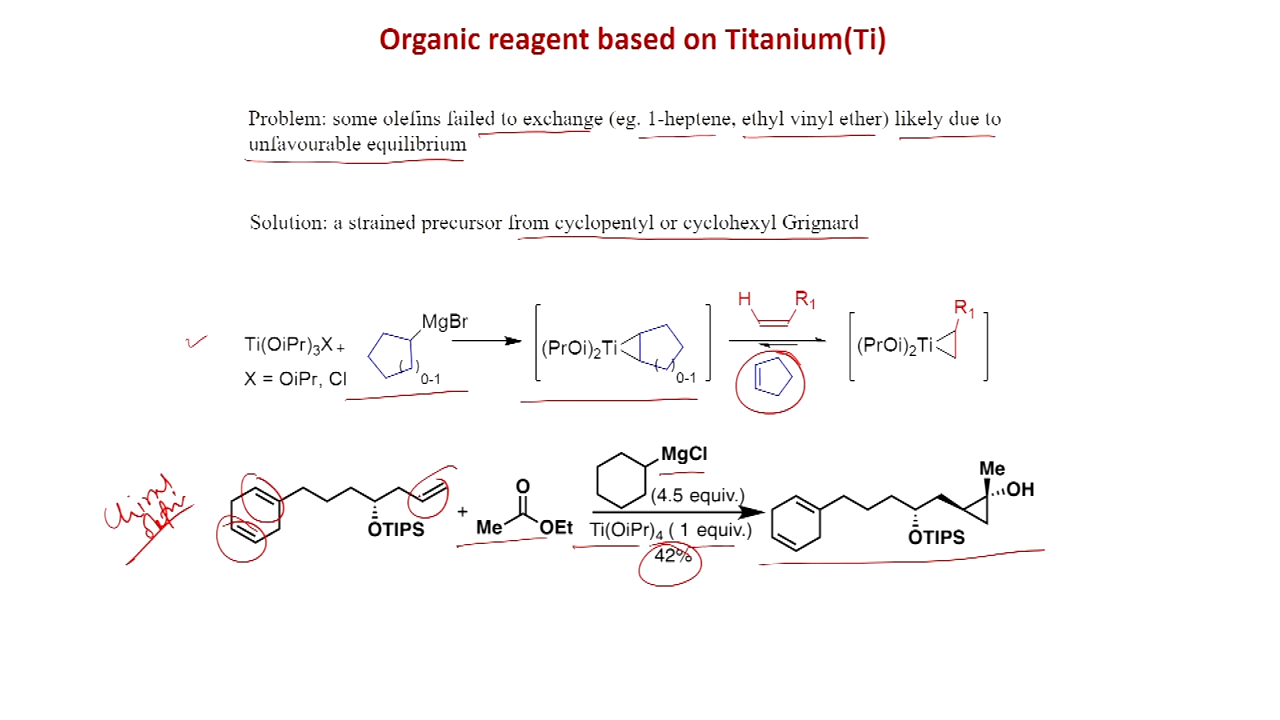 Organic reagent based on Titanium(Ti)
Problem: some olefins failed to exchange (eg. 1-heptene, ethyl vinyl ether) likely due to
unfavourable equilibrium
Solution: a strained precursor from cyclopentyl or cyclohexyl Grignard
Ti(OiPr)₃X +
X = OiPr, Cl
MgBr
( )
0-1
(PrOi)₂Ti
( )
0-1
H R₁
(PrOi)₂Ti
R₁
OTIPS
+
O
Me OEt
MgCl
(4.5 equiv.)
Ti(OiPr)₄ ( 1 equiv.)
42%
OTIPS
Me
OH